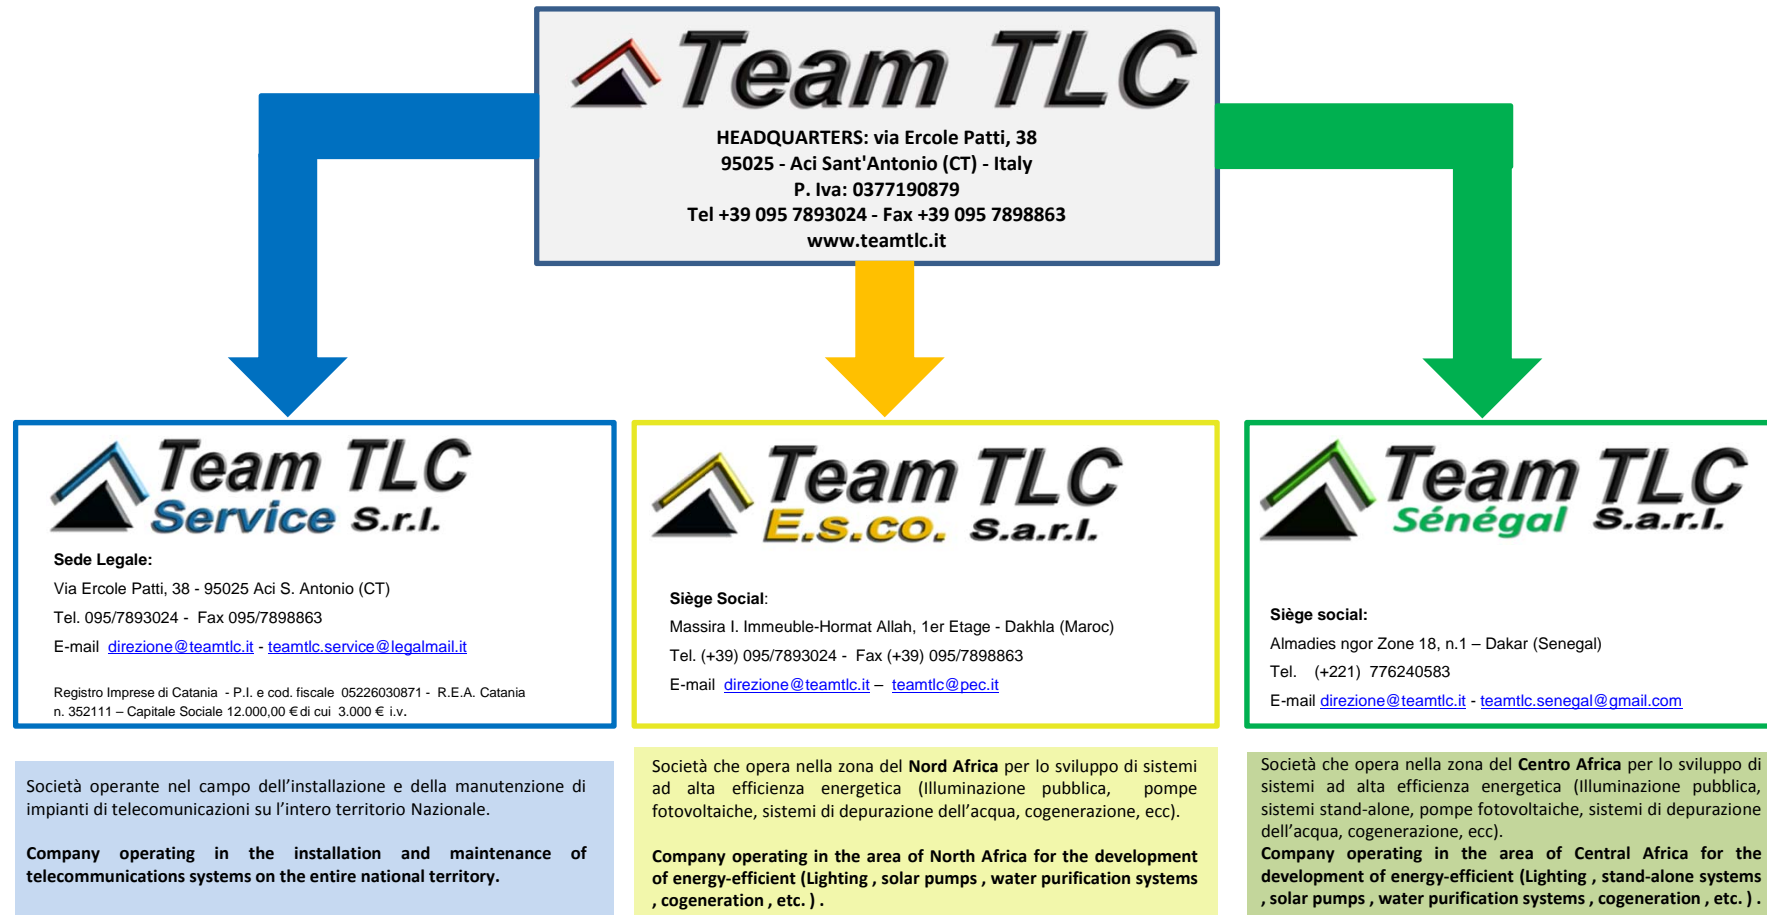 Team TLC
HEADQUARTERS: via Ercole Patti, 38
95025 - Aci Sant'Antonio (CT) - Italy
P. Iva: 0377190879
Tel +39 095 7893024 - Fax +39 095 7898863
www.teamtlc.it
Team TLC
Service S.r.l.
Sede Legale:
Via Ercole Patti, 38 - 95025 Aci S. Antonio (CT)
Tel. 095/7893024 - Fax 095/7898863
E-mail direzione@teamtlc.it - teamtlc.service@legalmail.it
Registro Imprese di Catania - P.I. e cod. fiscale 05226030871 - R.E.A. Catania
n. 352111 – Capitale Sociale 12.000,00 € di cui 3.000 € i.v.
Team TLC
E.s.co. S.a.r.l.
Siège Social:
Massira I. Immeuble-Hormat Allah, 1er Etage - Dakhla (Maroc)
Tel. (+39) 095/7893024 - Fax (+39) 095/7898863
E-mail direzione@teamtlc.it – teamtlc@pec.it
Team TLC
Sénégal S.a.r.l.
Siège social:
Almadies ngor Zone 18, n.1 – Dakar (Senegal)
Tel. (+221) 776240583
E-mail direzione@teamtlc.it - teamtlc.senegal@gmail.com
Società operante nel campo dell'installazione e della manutenzione di
impianti di telecomunicazioni su l'intero territorio Nazionale.
Company operating in the installation and maintenance of
telecommunications systems on the entire national territory.
Società che opera nella zona del Nord Africa per lo sviluppo di sistemi
ad alta efficienza energetica (Illuminazione pubblica, pompe
fotovoltaiche, sistemi di depurazione dell'acqua, cogenerazione, ecc).
Company operating in the area of North Africa for the development
of energy-efficient (Lighting , solar pumps , water purification systems
, cogeneration , etc. ) .
Società che opera nella zona del Centro Africa per lo sviluppo di
sistemi ad alta efficienza energetica (Illuminazione pubblica,
sistemi stand-alone, pompe fotovoltaiche, sistemi di depurazione
dell'acqua, cogenerazione, ecc).
Company operating in the area of Central Africa for the
development of energy-efficient (Lighting , stand-alone systems
, solar pumps , water purification systems , cogeneration , etc. ) .